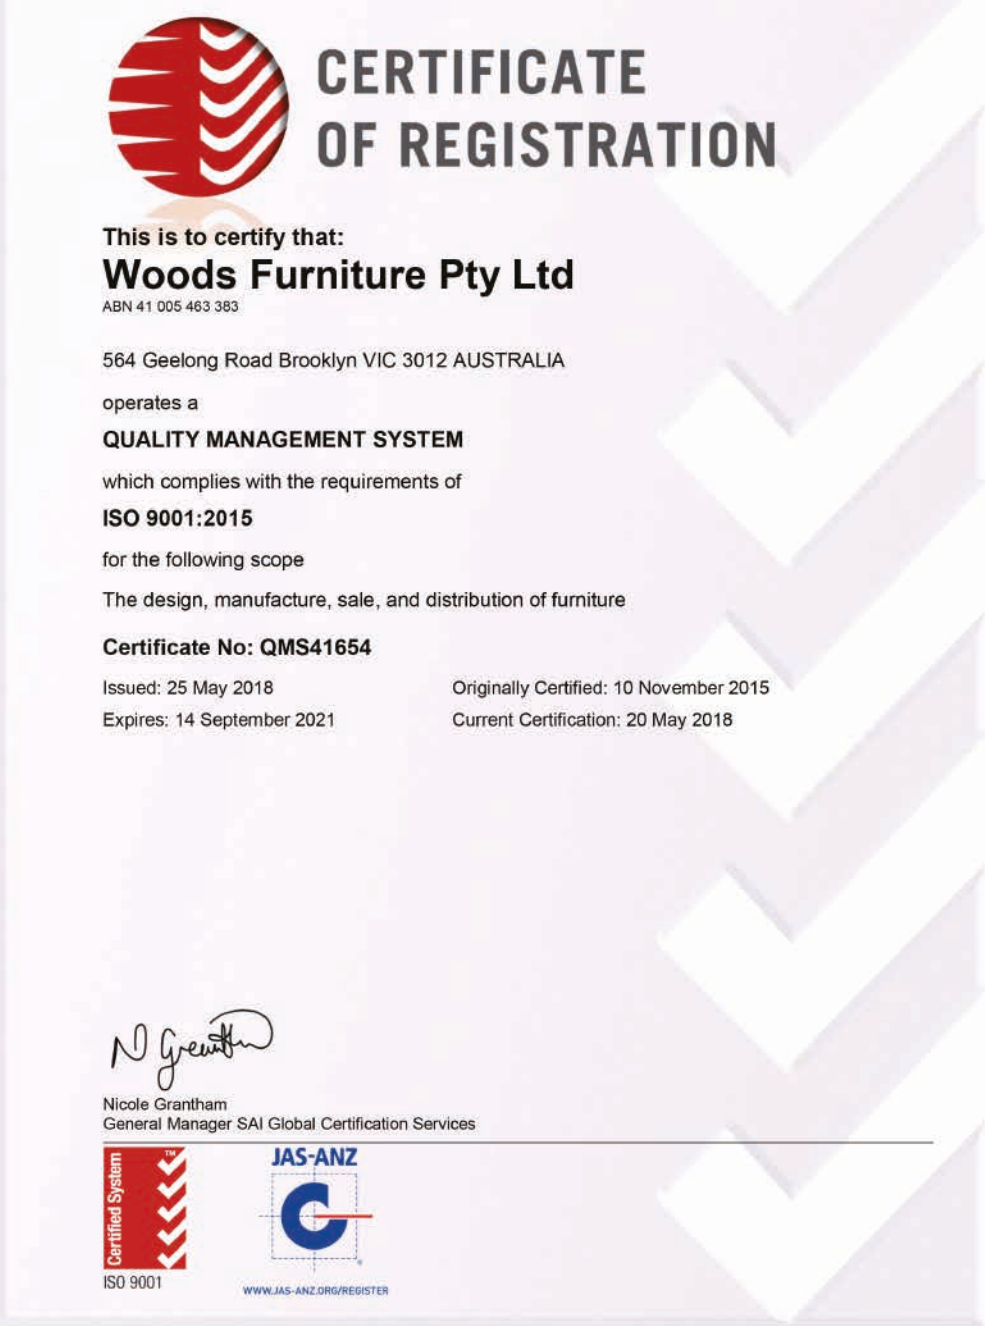 CERTIFICATE
OF REGISTRATION
This is to certify that:
Woods Furniture Pty Ltd
ABN 41 005 463 383
564 Geelong Road Brooklyn VIC 3012 AUSTRALIA
operates a
QUALITY MANAGEMENT SYSTEM
which complies with the requirements of
ISO 9001:2015
for the following scope
The design, manufacture, sale, and distribution of furniture
Certificate No: QMS41654
Issued: 25 May 2018
Originally Certified: 10 November 2015
Expires: 14 September 2021
Current Certification: 20 May 2018
N Grantham
Nicole Grantham
General Manager SAI Global Certification Services
Certified System
TM
ISO 9001
JAS-ANZ
®
WWW.JAS-ANZ.ORG/REGISTER